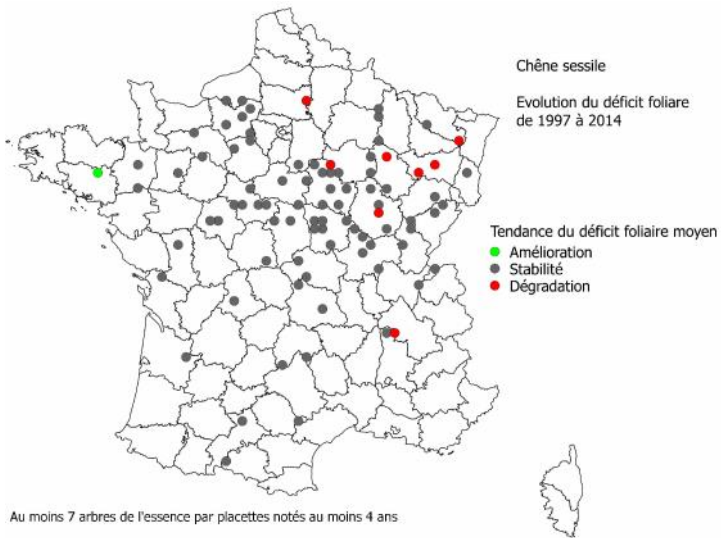 Chêne sessile
Evolution du déficit foliare
de 1997 à 2014
Tendance du déficit foliaire moyen
Amélioration
Stabilité
Dégradation
Au moins 7 arbres de l'essence par placettes notés au moins 4 ans